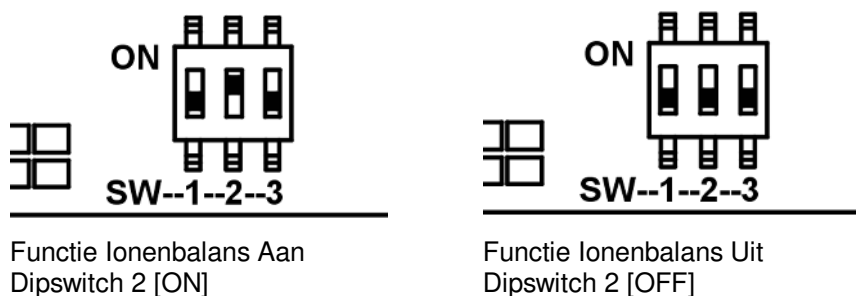 ON
SW--1--2--3
Functie Ionenbalans Aan
Dipswitch 2 [ON]
ON
SW--1--2--3
Functie Ionenbalans Uit
Dipswitch 2 [OFF]